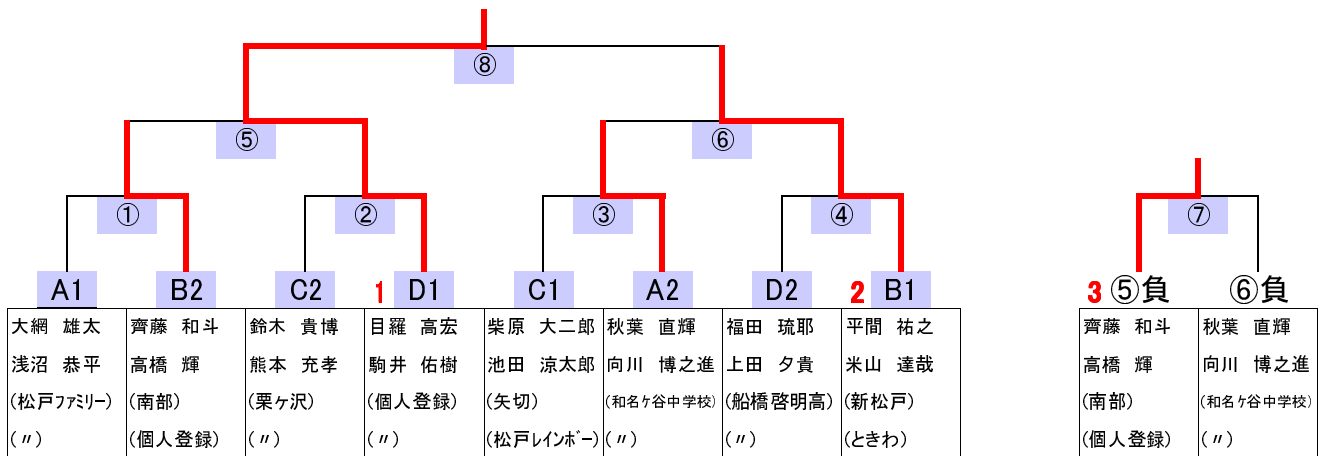 ⑧
⑤ ⑥
① ② ③ ④ ⑦
A1 B2 C2 1 D1 C1 A2 D2 2 B1 3 ⑤負 ⑥負
大網 雄太 齊藤 和斗 鈴木 貴博 目羅 高宏 柴原 大二郎 秋葉 直輝 福田 琉耶 平間 祐之 齊藤 和斗 秋葉 直輝
浅沼 恭平 高橋 輝 熊本 充孝 駒井 佑樹 池田 涼太郎 向川 博之進 上田 夕貴 米山 達哉 高橋 輝 向川 博之進
(松戸ファミリー) (南部) (栗ヶ沢) (個人登録) (矢切) (和名ケ谷中学校) (船橋啓明高) (新松戸) (南部) (和名ケ谷中学校)
(〃) (個人登録) (〃) (〃) (松戸レインボー) (〃) (〃) (ときわ) (個人登録) (〃)